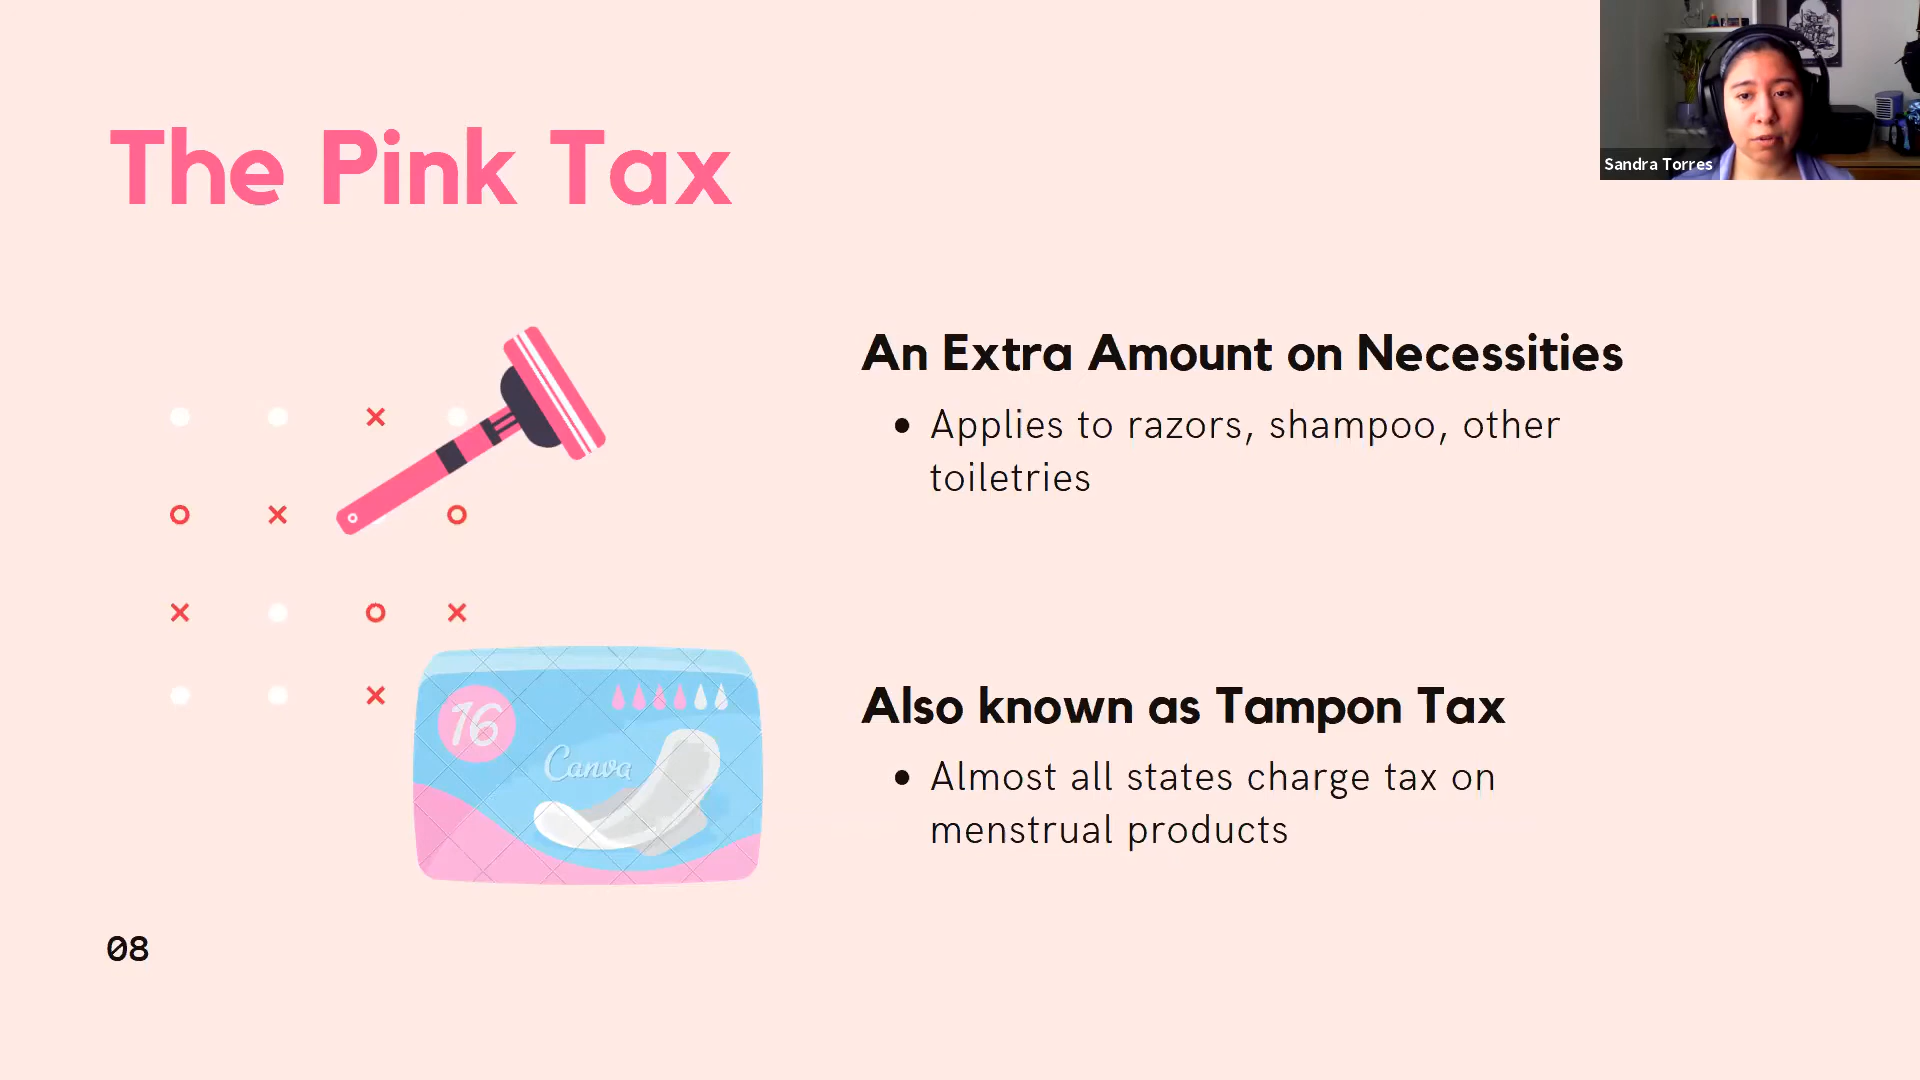 The Pink Tax
Sandra Torres
An Extra Amount on Necessities
Applies to razors, shampoo, other
toiletries
16
Canva
Also known as Tampon Tax
Almost all states charge tax on
menstrual products
08